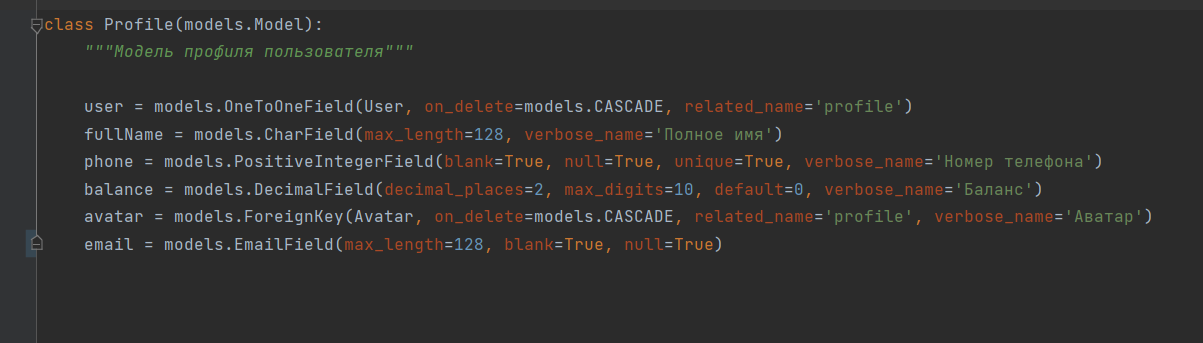 class Profile(models.Model):
    """Модель профиля пользователя"""
    user = models.OneToOneField(User, on_delete=models.CASCADE, related_name='profile')
    fullName = models.CharField(max_length=128, verbose_name='Полное имя')
    phone = models.PositiveIntegerField(blank=True, null=True, unique=True, verbose_name='Номер телефона')
    balance = models.DecimalField(decimal_places=2, max_digits=10, default=0, verbose_name='Баланс')
    avatar = models.ForeignKey(Avatar, on_delete=models.CASCADE, related_name='profile', verbose_name='Аватар')
    email = models.EmailField(max_length=128, blank=True, null=True)